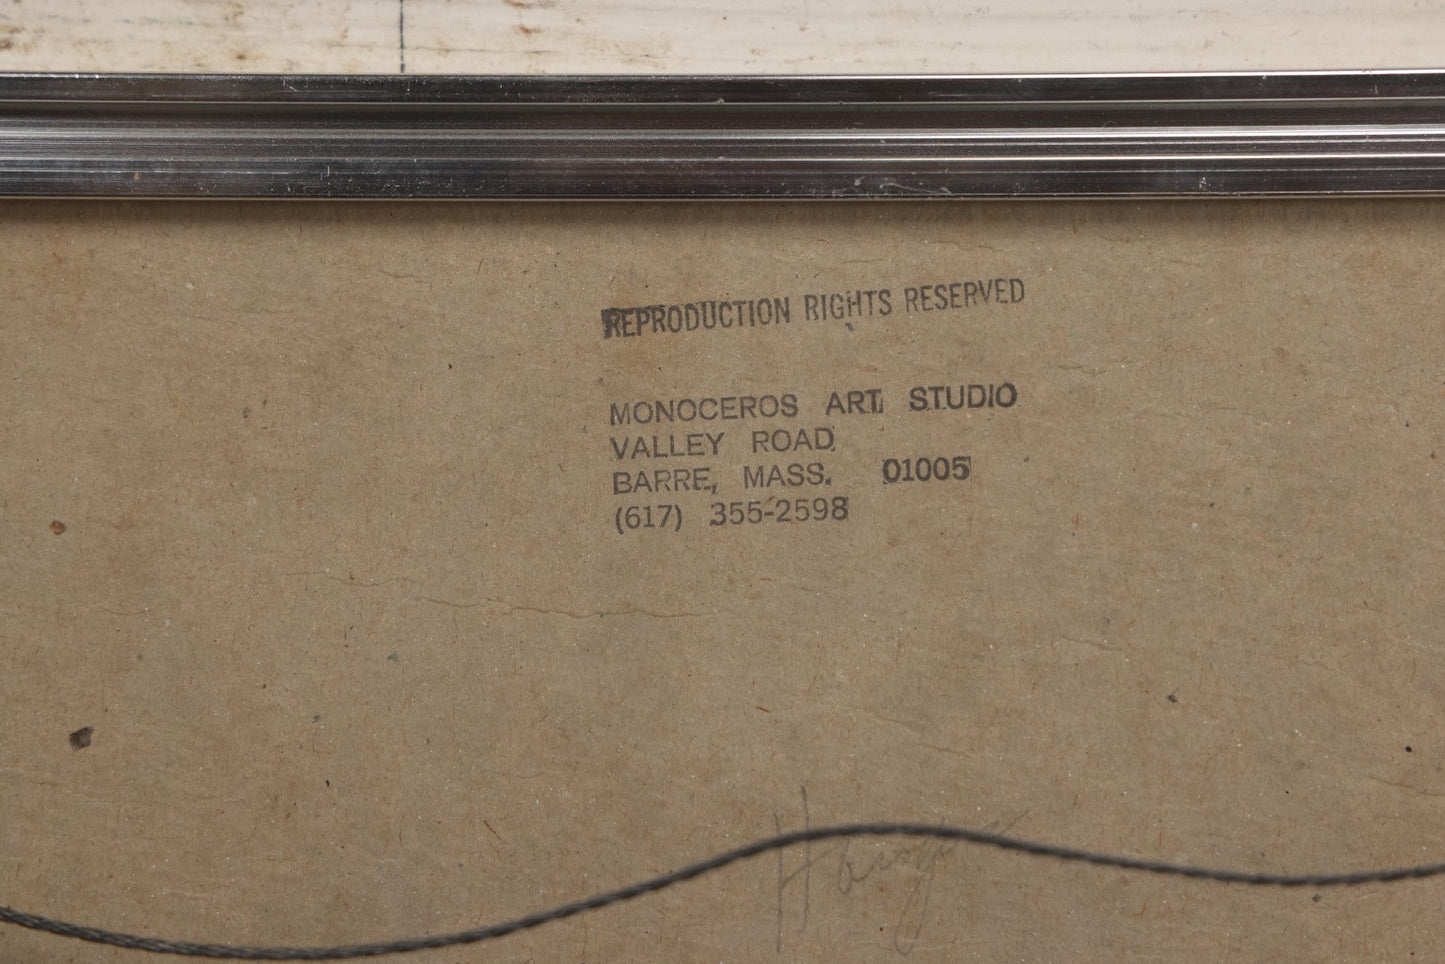 REPRODUCTION RIGHTS RESERVED
MONOCEROS ART STUDIO
VALLEY ROAD
BARRE, MASS. 01005
(617) 355-2598